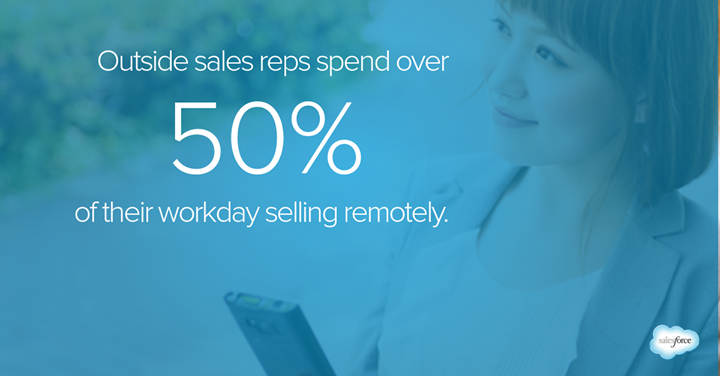 Outside sales reps spend over
50%
of their workday selling remotely.
salesforce